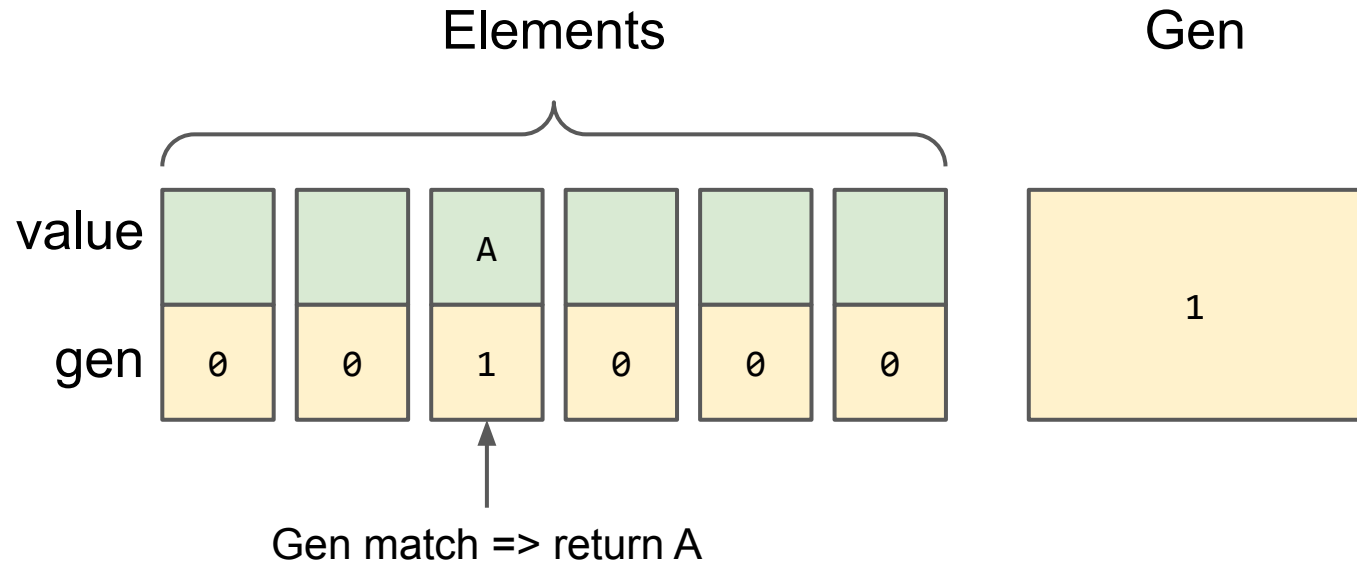 Elements Gen
value A
1
gen 0 0 1 0 0 0
Gen match => return A